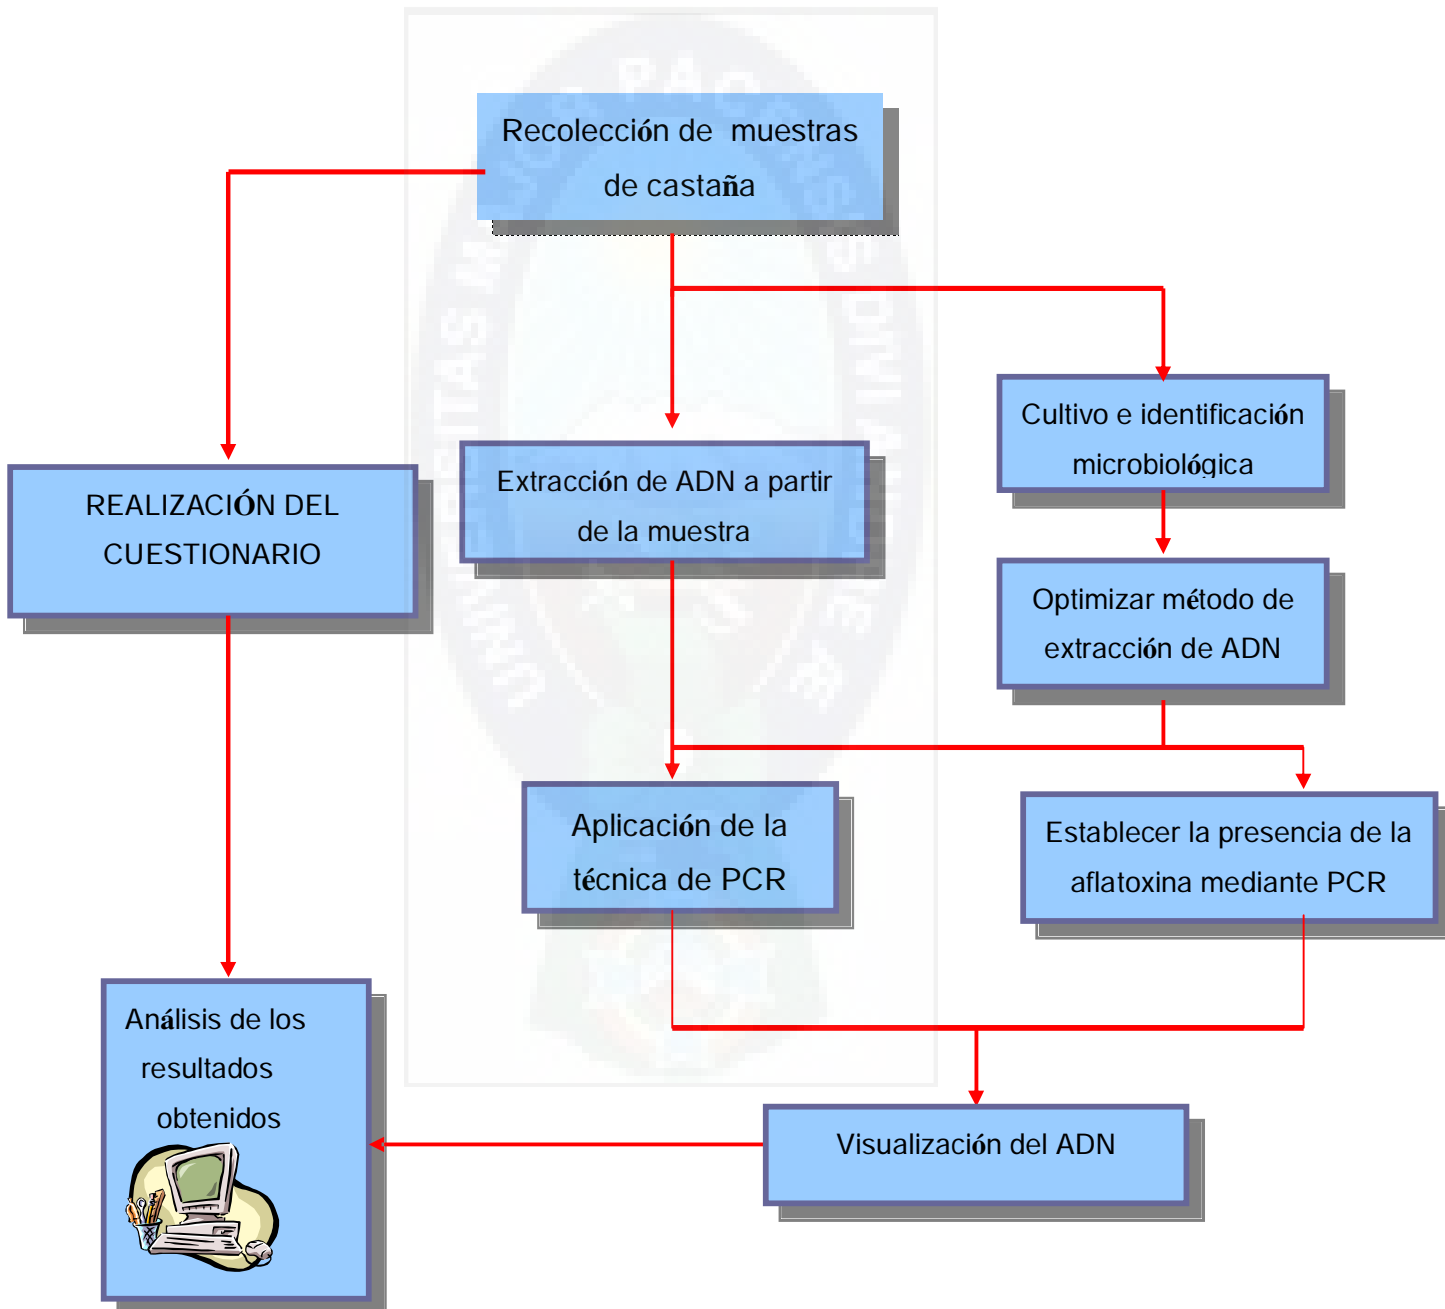 Recolección de muestras
de castaña
Cultivo e identificación
microbiológica
Extracción de ADN a partir
de la muestra
REALIZACIÓN DEL
CUESTIONARIO
Optimizar método de
extracción de ADN
Aplicación de la
técnica de PCR
Establecer la presencia de la
aflatoxina mediante PCR
Análisis de los
resultados
obtenidos
Visualización del ADN